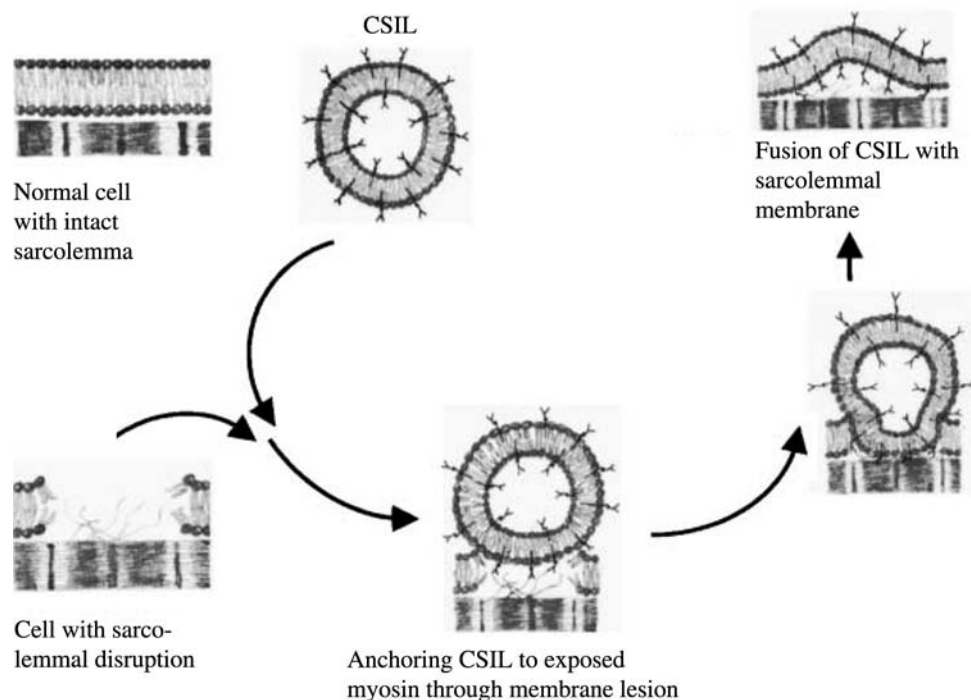 CSIL
Normal cell
with intact
sarcolemma
Fusion of CSIL with
sarcolemmal
membrane
Cell with sarco-
lemmal disruption
Anchoring CSIL to exposed
myosin through membrane lesion